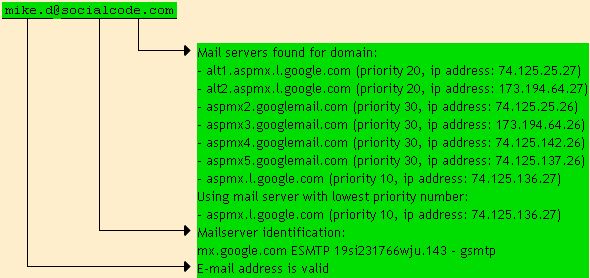 mike.d@socialcode.com
Mail servers found for domain:
- alt1.aspmx.l.google.com (priority 20, ip address: 74.125.25.27)
- alt2.aspmx.l.google.com (priority 20, ip address: 173.194.64.27)
- aspmx2.googlemail.com (priority 30, ip address: 74.125.25.26)
- aspmx3.googlemail.com (priority 30, ip address: 173.194.64.26)
- aspmx4.googlemail.com (priority 30, ip address: 74.125.142.26)
- aspmx5.googlemail.com (priority 30, ip address: 74.125.137.26)
- aspmx.l.google.com (priority 10, ip address: 74.125.136.27)
Using mail server with lowest priority number:
- aspmx.l.google.com (priority 10, ip address: 74.125.136.27)
Mailserver identification:
mx.google.com ESMTP 19si231766wju.143 - gsmtp
E-mail address is valid